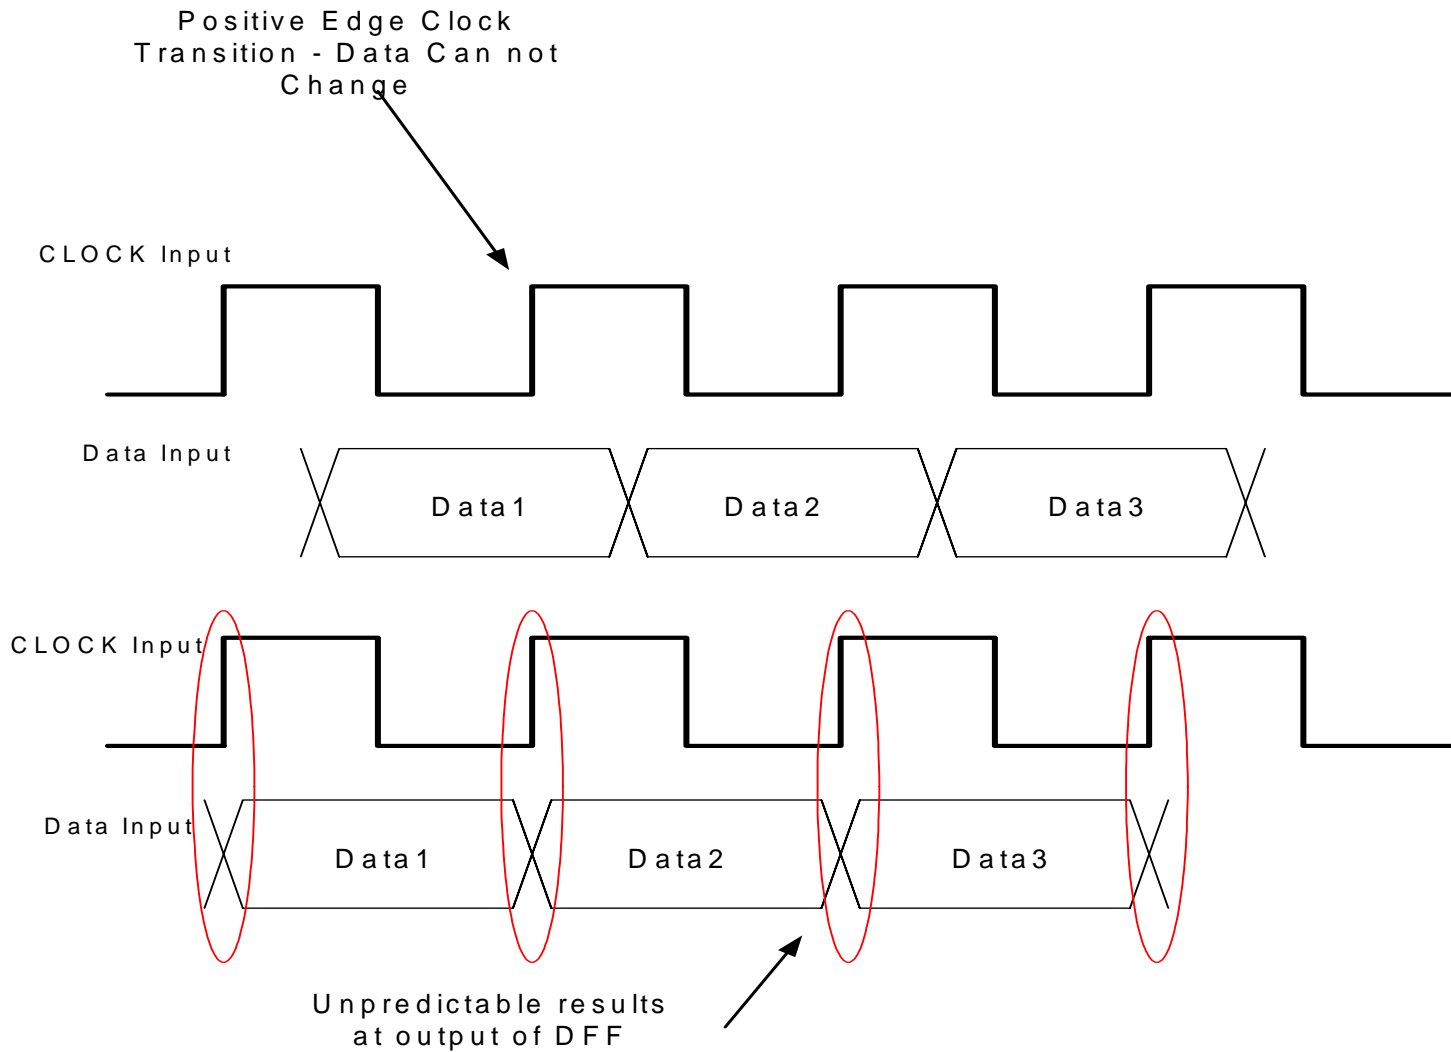 Positive Edge Clock
Transition - Data Can not
Change
CLOCK Input
Data Input
Data1
Data2
Data3
CLOCK Input
Data Input
Data1
Data2
Data3
Unpredictable results
at output of DFF